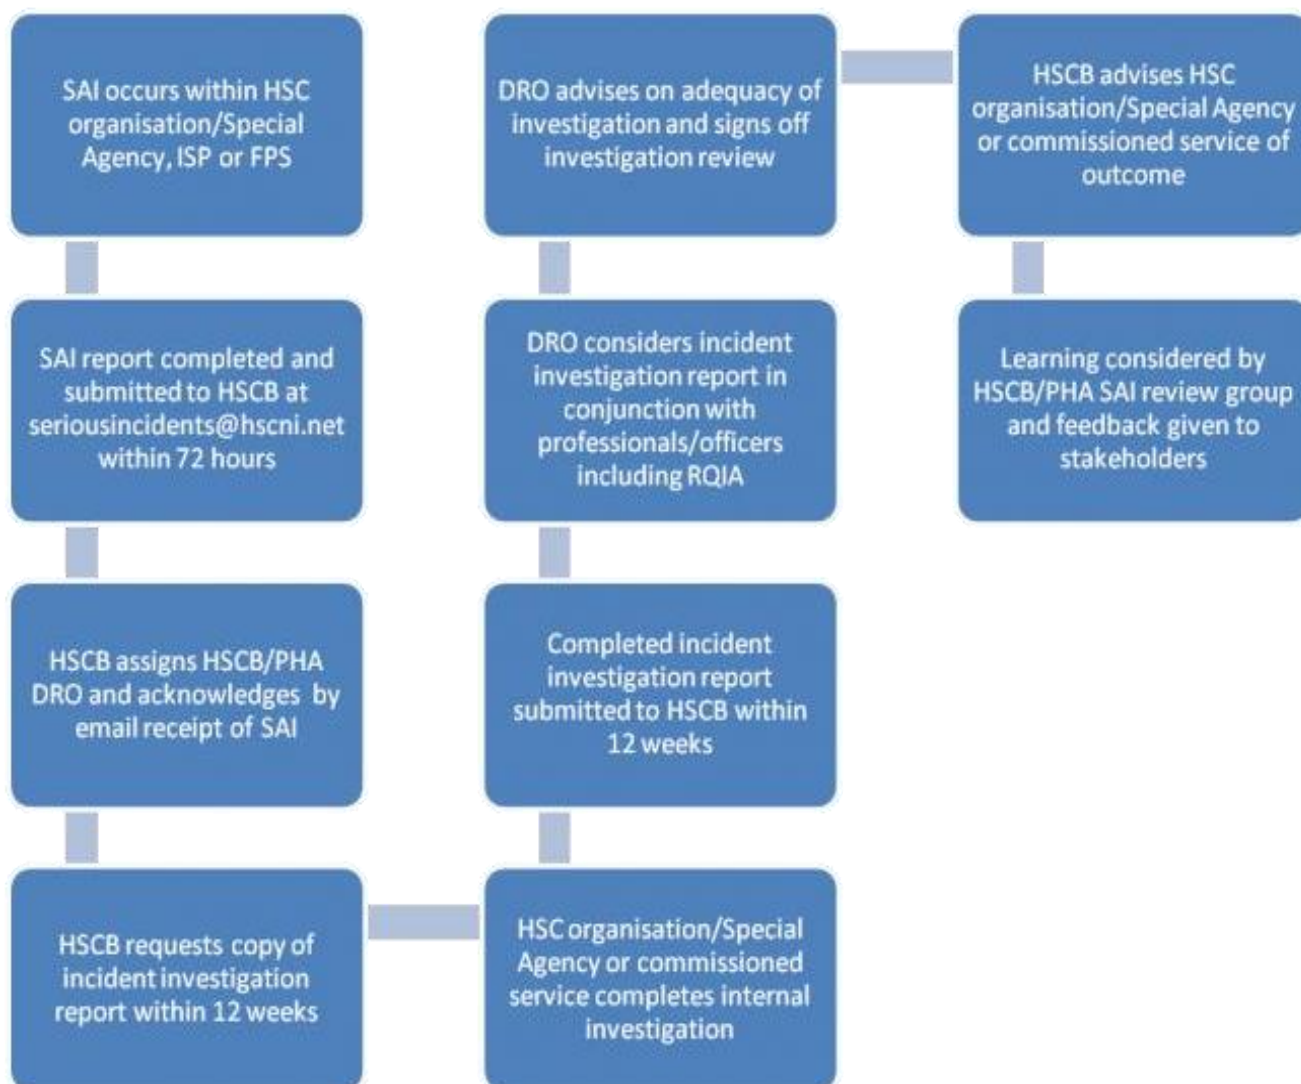 SAI occurs within HSC
organisation/Special
Agency, ISP or FPS
SAI report completed and
submitted to HSCB at
seriousincidents@hscni.net
within 72 hours
HSCB assigns HSCB/PHA
DRO and acknowledges by
email receipt of SAI
HSCB requests copy of
incident investigation
report within 12 weeks
HSC organisation/Special
Agency or commissioned
service completes internal
investigation
Completed incident
investigation report
submitted to HSCB within
12 weeks
DRO considers incident
investigation report in
conjunction with
professionals/officers
including RQIA
DRO advises on adequacy of
investigation and signs off
investigation review
HSCB advises HSC
organisation/Special Agency
or commissioned service of
outcome
Learning considered by
HSCB/PHA SAI review group
and feedback given to
stakeholders